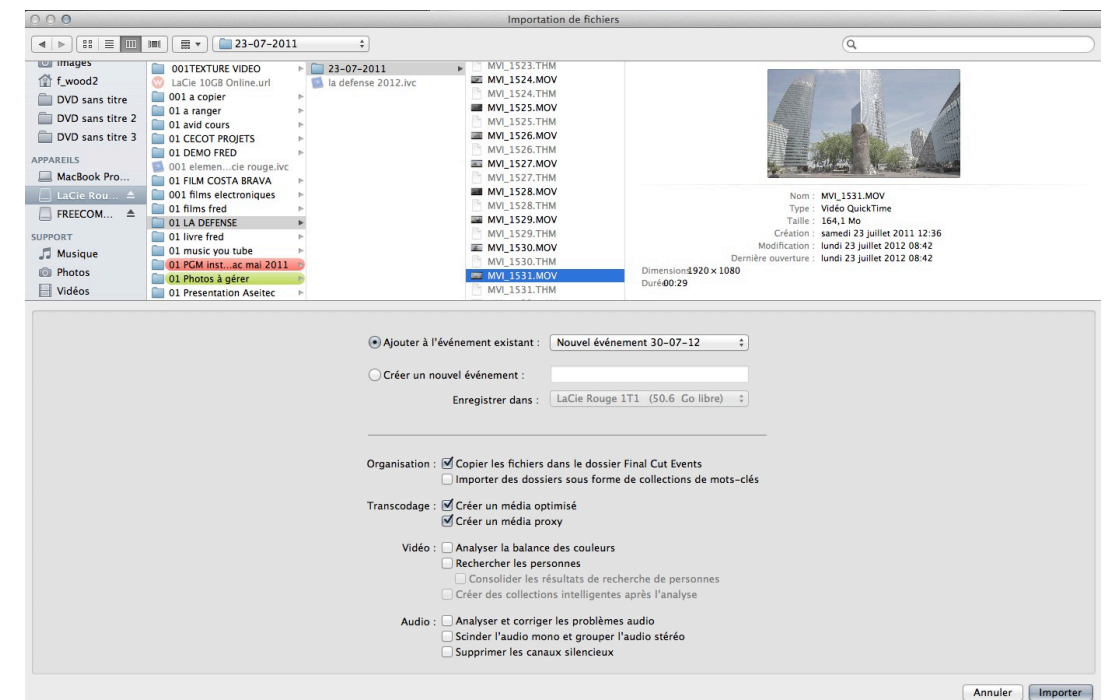 Importation de fichiers
23-07-2011
Images
f_wood2
DVD sans titre
DVD sans titre 2
DVD sans titre 3
APPAREILS
MacBook Pro...
LaCie Rou...
FREECOM...
SUPPORT
Musique
Photos
Vidéos
001TEXTURE VIDEO
LaCie 10GB Online.url
001 a copier
01 a ranger
01 avid cours
01 CECOT PROJETS
01 DEMO FRED
001 elemen...cie rouge.ivc
01 FILM COSTA BRAVA
001 films electroniques
01 films fred
01 LA DEFENSE
01 livre fred
01 music you tube
01 PGM inst...ac mai 2011
01 Photos à gérer
01 Presentation Aseitec
23-07-2011
la defense 2012.ivc
MVI_1523.THM
MVI_1524.MOV
MVI_1524.THM
MVI_1525.MOV
MVI_1525.THM
MVI_1526.MOV
MVI_1526.THM
MVI_1527.MOV
MVI_1527.THM
MVI_1528.MOV
MVI_1528.THM
MVI_1529.MOV
MVI_1529.THM
MVI_1530.MOV
MVI_1530.THM
MVI_1531.MOV
MVI_1531.THM
Nom : MVI_1531.MOV
Type : Vidéo QuickTime
Taille : 164,1 Mo
Création : samedi 23 juillet 2011 12:36
Modification : lundi 23 juillet 2012 08:42
Dernière ouverture : lundi 23 juillet 2012 08:42
Dimensions 1920 × 1080
Durée 00:29
Ajouter à l'événement existant : Nouvel événement 30-07-12
Créer un nouvel événement :
Enregistrer dans : LaCie Rouge 1T1 (50.6 Go libre)
Organisation : Copier les fichiers dans le dossier Final Cut Events
Importer des dossiers sous forme de collections de mots-clés
Transcodage : Créer un média optimisé
Créer un média proxy
Vidéo : Analyser la balance des couleurs
Rechercher les personnes
Consolider les résultats de recherche de personnes
Créer des collections intelligentes après l'analyse
Audio : Analyser et corriger les problèmes audio
Scinder l'audio mono et grouper l'audio stéréo
Supprimer les canaux silencieux
Annuler
Importer